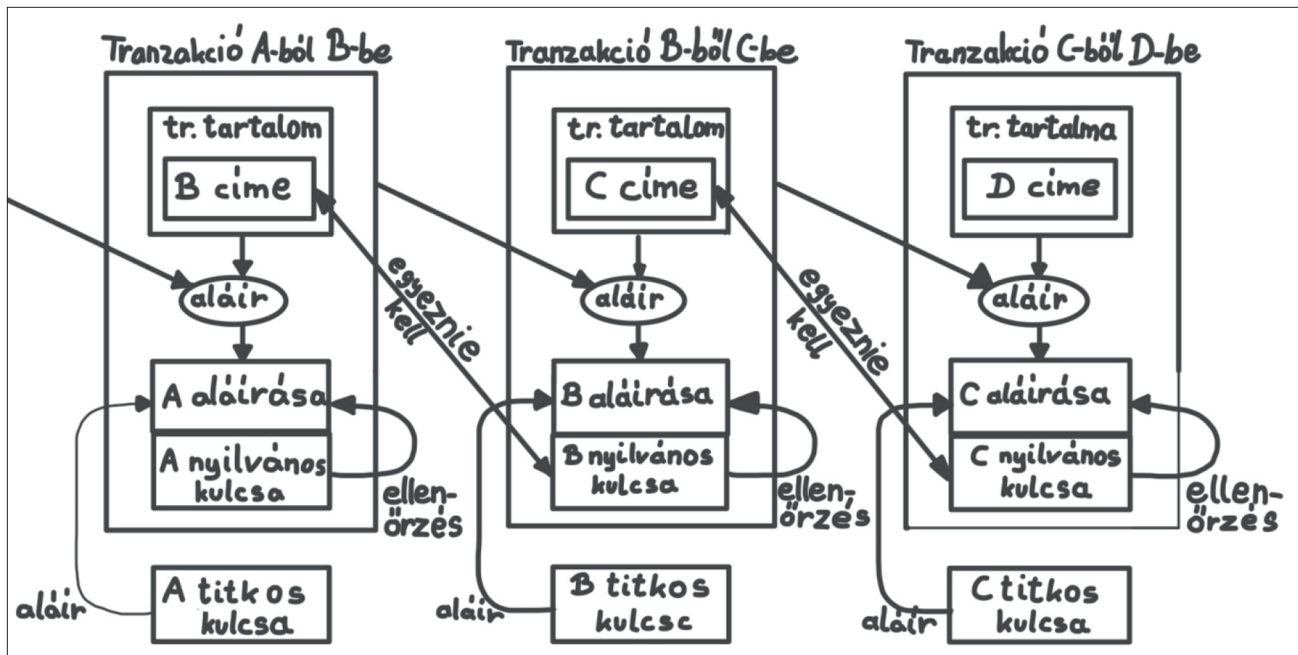 Tranzakció A-ból B-be
tr. tartalom
B címe
aláír
A aláírása
A nyilvános
kulcsa
ellen-
őrzés
A titkos
kulcsa
aláír
egyeznie
kell
Tranzakció B-ből C-be
tr. tartalom
C címe
aláír
B aláírása
B nyilvános
kulcsa
ellen-
őrzés
B titkos
kulcsc
aláír
egyeznie
kell
Tranzakció C-ből D-be
tr. tartalma
D címe
aláír
C aláírása
C nyilvános
kulcsa
ellen-
őrzés
C titkos
kulcsa
aláír